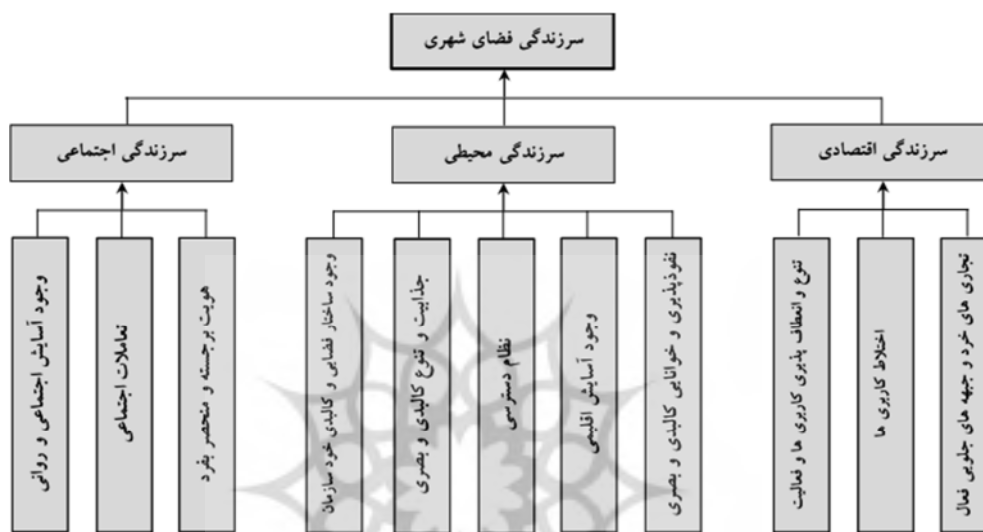 سرزندگی فضای شهری
سرزندگی اقتصادی
سرزندگی محیطی
سرزندگی اجتماعی
تجاری های خرد و جبهه های جلویی فعال
اختلاط کاربری ها
تنوع و انعطاف پذیری کاربری ها و فعالیت
نفوذپذیری و خوانایی کالبدی و بصری
وجود آسایش اقلیمی
نظام دسترسی
جذابیت و تنوع کالبدی و بصری
وجود ساختار فضایی و کالبدی خود سازمان
هویت برجسته و منحصر بفرد
تعاملات اجتماعی
وجود آسایش اجتماعی و روانی